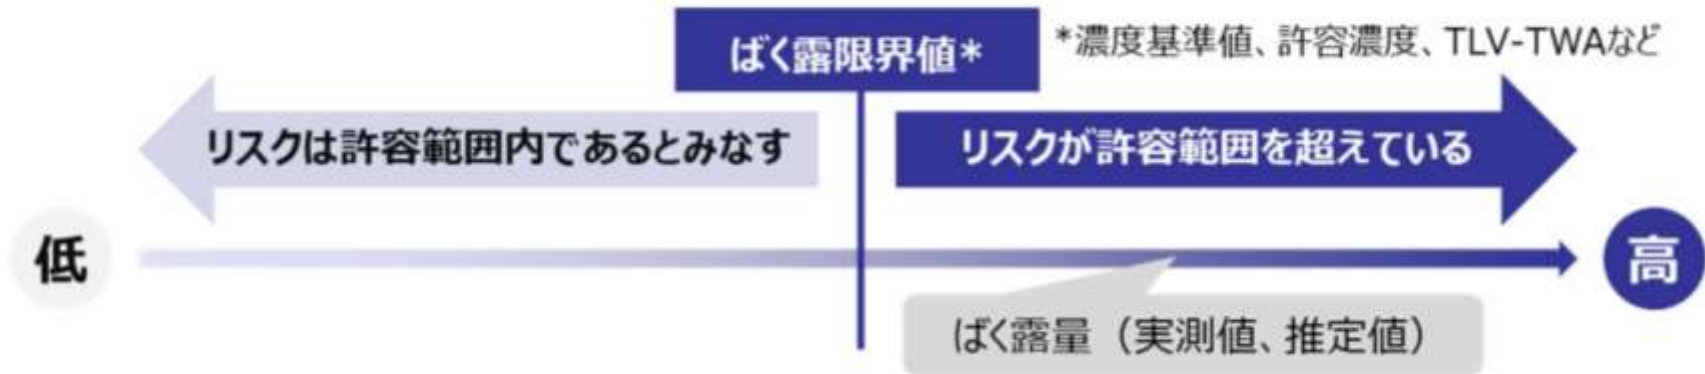 ばく露限界値*
*濃度基準値、許容濃度、TLV-TWAなど
リスクは許容範囲内であるとみなす
リスクが許容範囲を超えている
低
高
ばく露量（実測値、推定値）